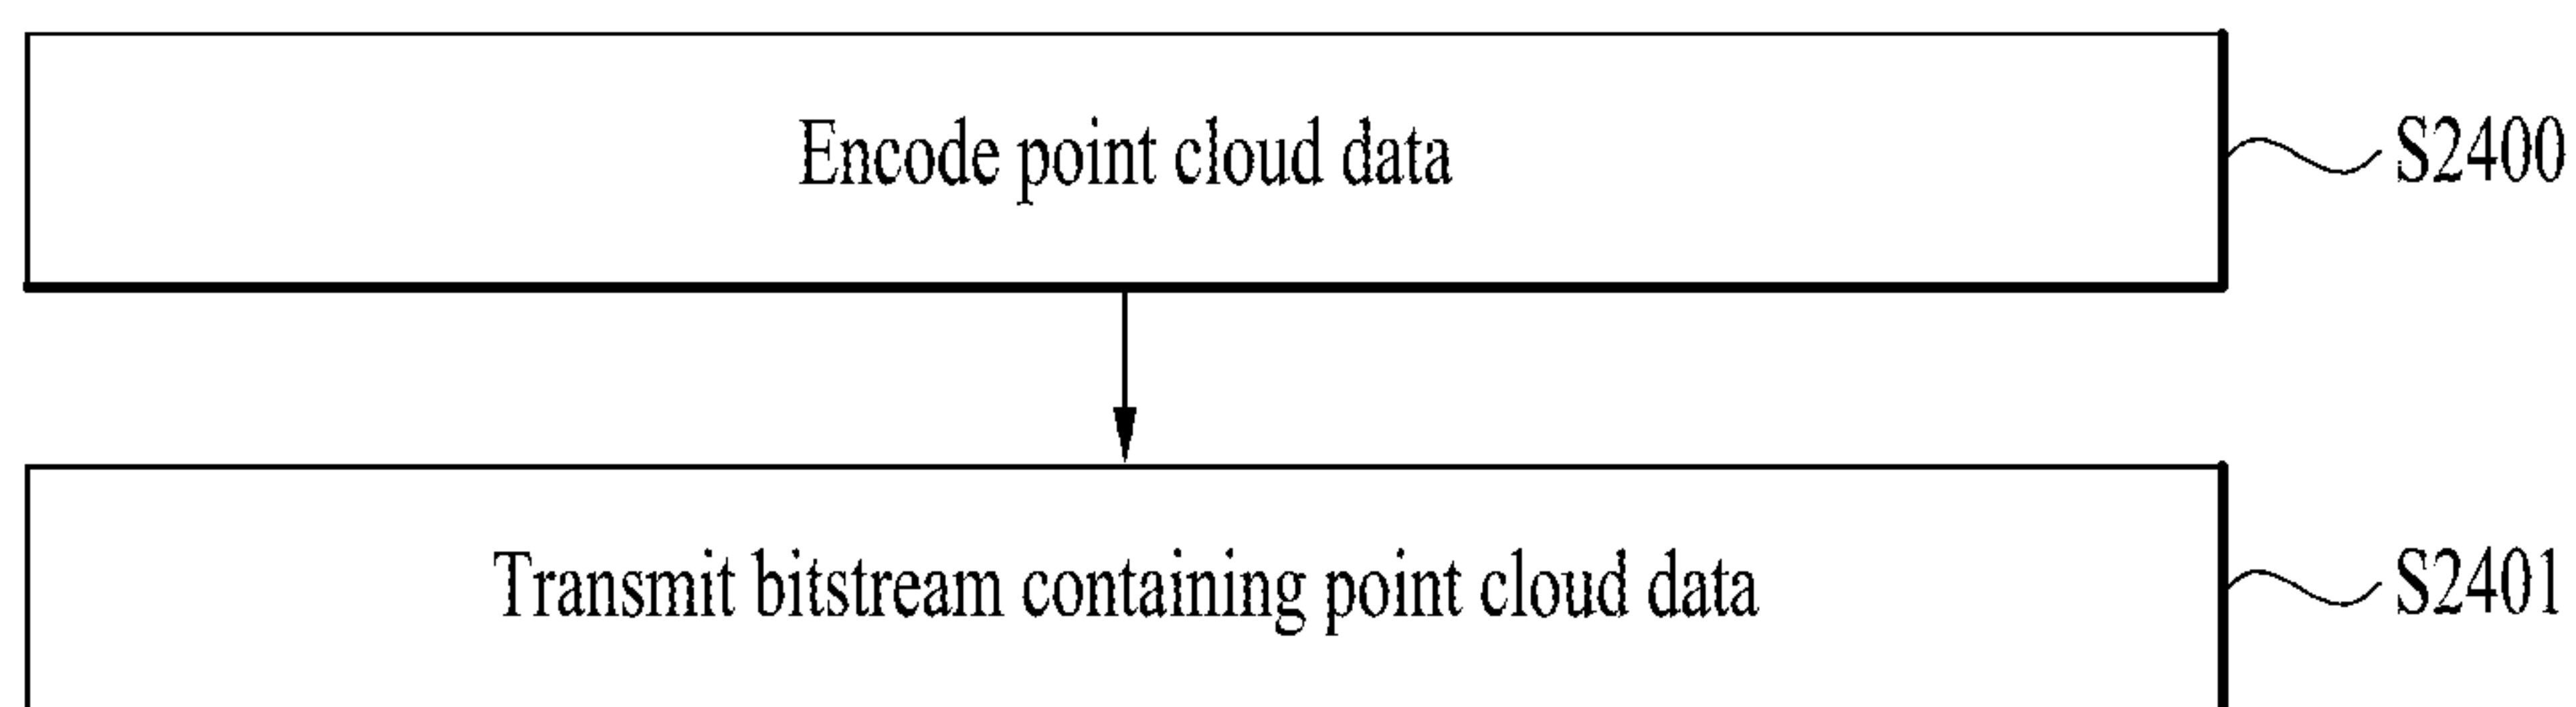 Encode point cloud data
S2400
Transmit bitstream containing point cloud data
S2401